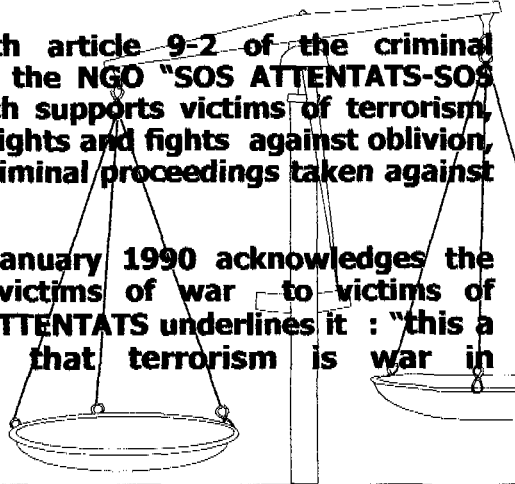 th article 9-2 of the criminal
the NGO “SOS ATTENTATS-SOS
ch supports victims of terrorism,
ights and fights against oblivion,
iminal proceedings taken against
anuary 1990 acknowledges the
victims of war to victims of
TTENTATS underlines it : “this a
that terrorism is war in